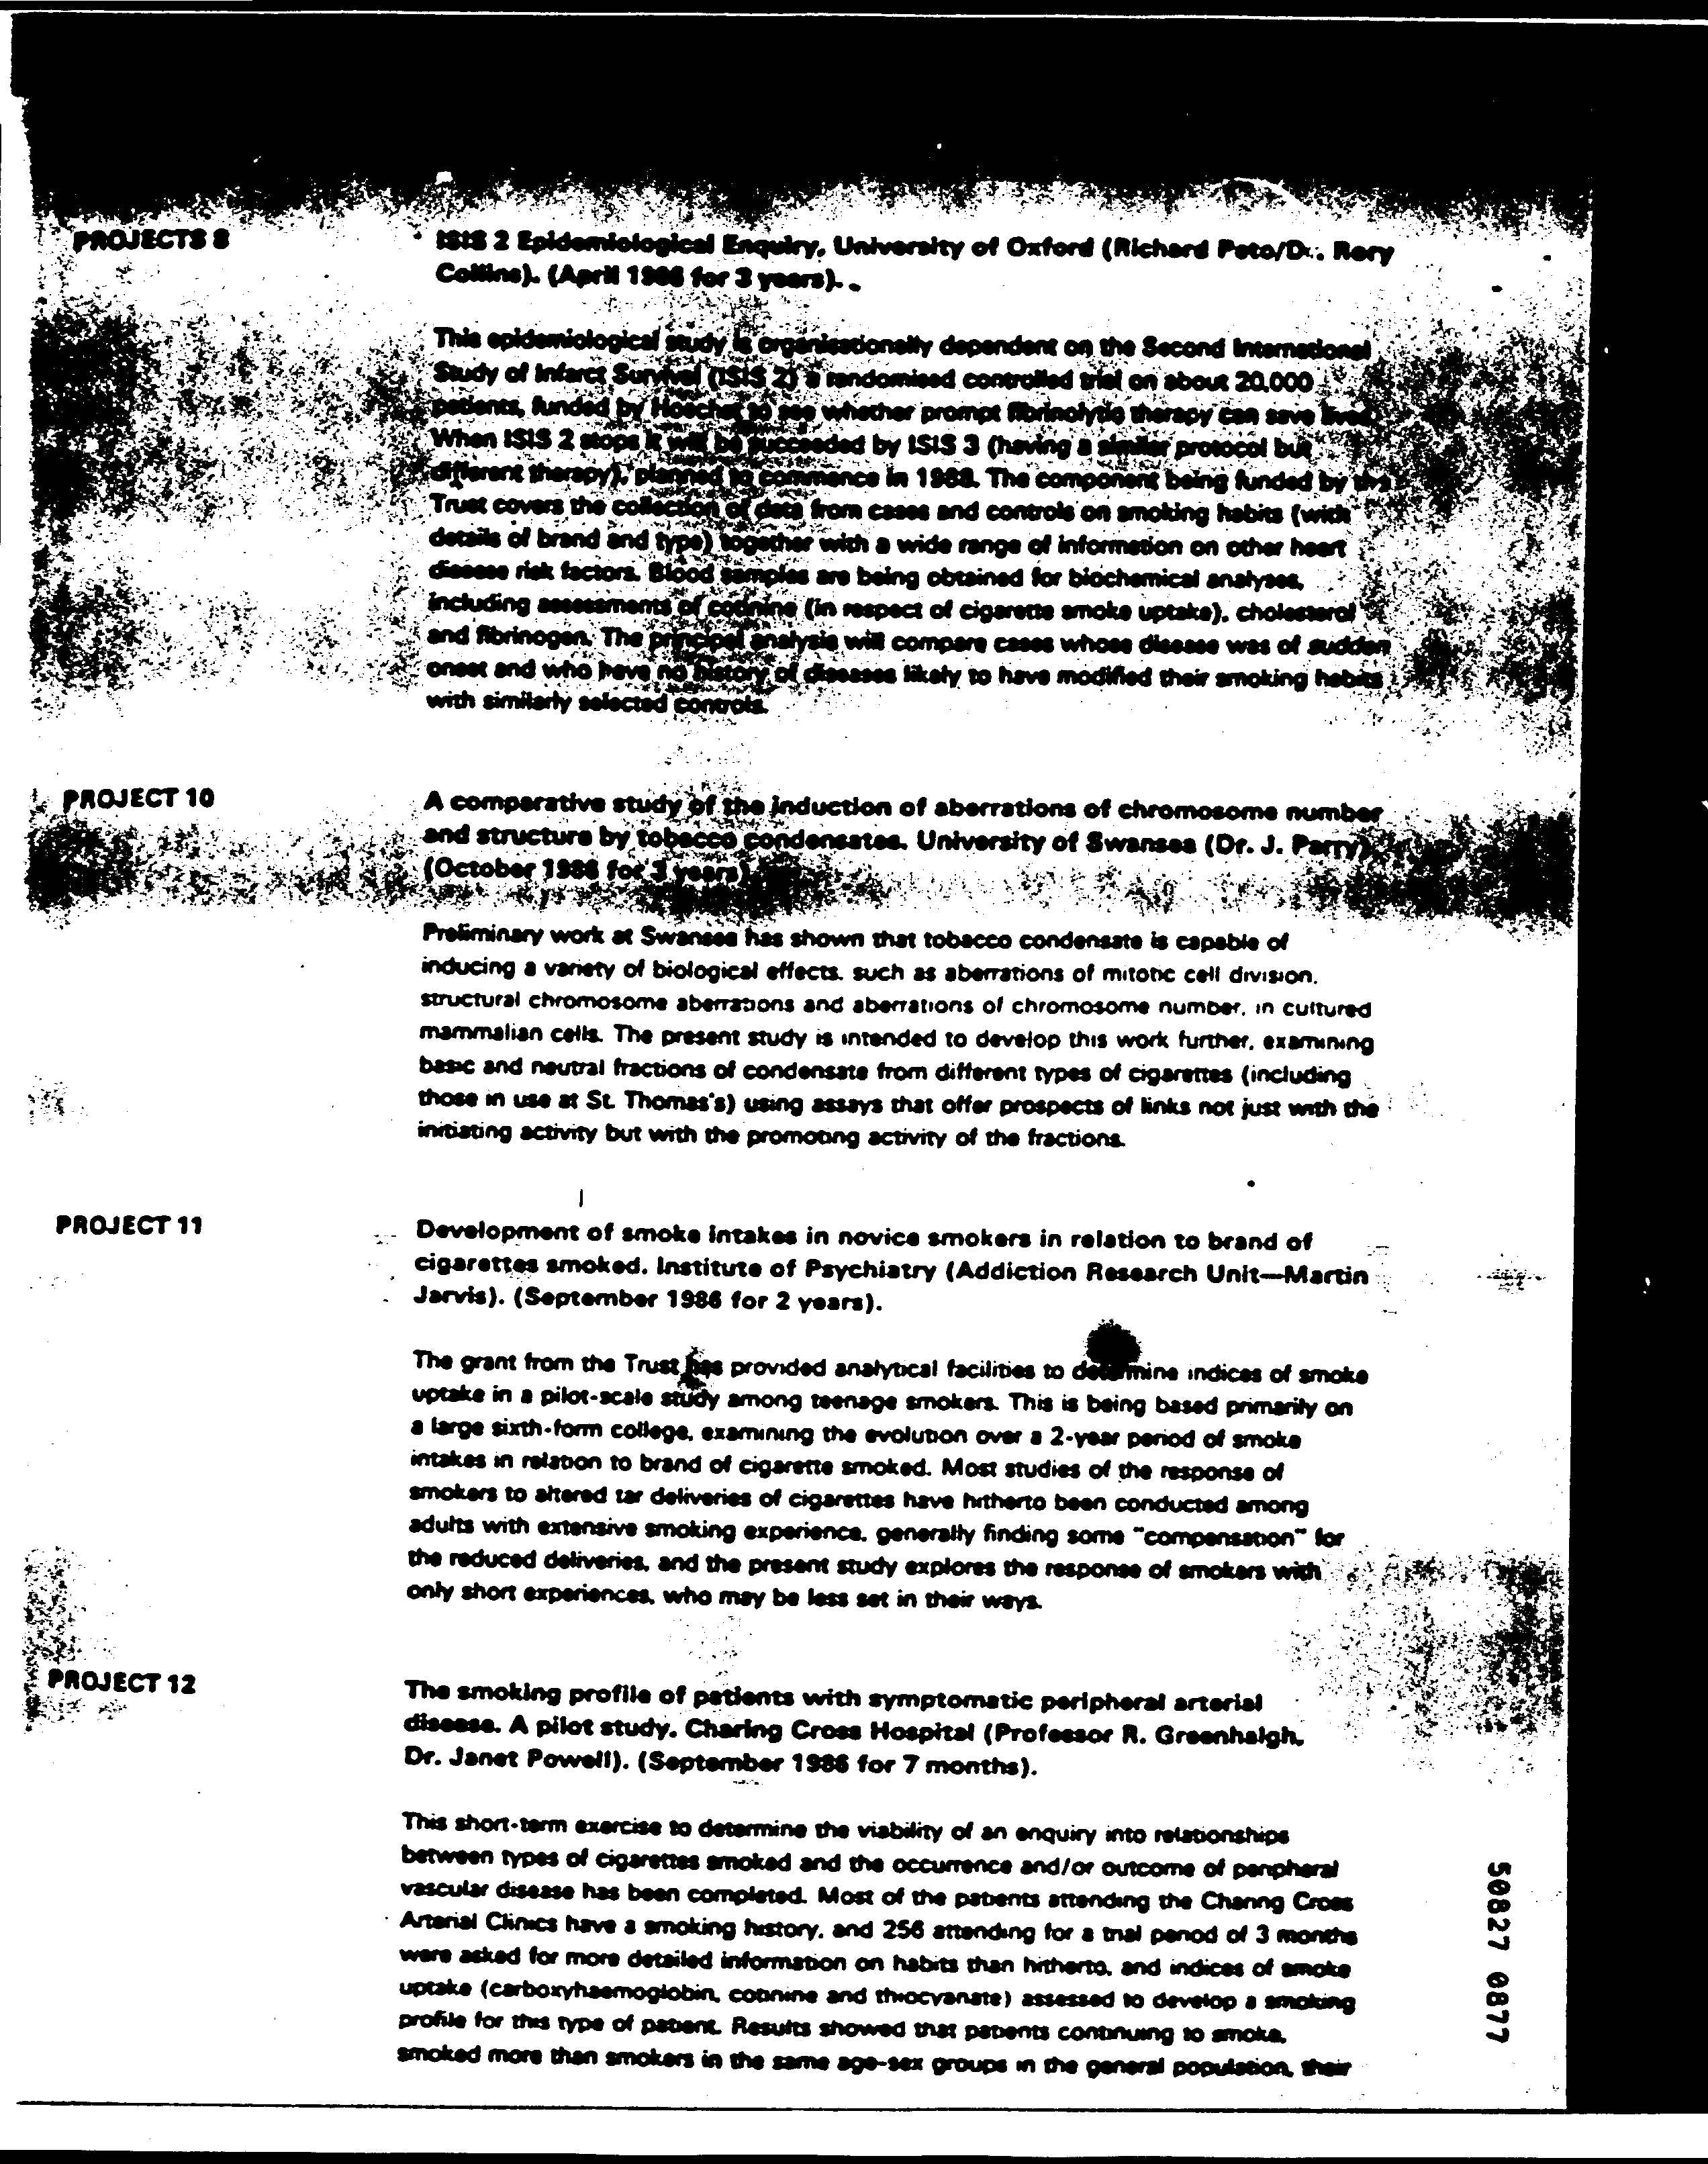 PROJECTS 8
ISIS 2 Epidemiological Enquiry, University of Oxford (Richard Peto/Dr. Rory
Collins). (April 1986 for 3 years).
This epidemiological study is organisationally dependent on the Second International
Study of Infarct Survival (ISIS 2) a randomised controlled trial on about 20,000
patients, funded by Hoechst to see whether prompt fibrinolytic therapy can save lives.
When ISIS 2 stops it will be succeeded by ISIS 3 (having a similar protocol but
different therapy), planned to commence in 1988. The component being funded by the
Trust covers the collection of data from cases and controls on smoking habits (with
details of brand and type) together with a wide range of information on other heart
disease risk factors. Blood samples are being obtained for biochemical analyses,
including assessments of cotinine (in respect of cigarette smoke uptake), cholesterol
and fibrinogen. The principal analysis will compare cases whose disease was of sudden
onset and who have no history of diseases likely to have modified their smoking habits
with similarly selected controls.
PROJECT 10
A comparative study of the induction of aberrations of chromosome number
and structure by tobacco condensates. University of Swansea (Dr. J. Parry)
(October 1986 for 3 years)
Preliminary work at Swansea has shown that tobacco condensate is capable of
inducing a variety of biological effects, such as aberrations of mitotic cell division,
structural chromosome aberrations and aberrations of chromosome number, in cultured
mammalian cells. The present study is intended to develop this work further, examining
basic and neutral fractions of condensate from different types of cigarettes (including
those in use at St. Thomas's) using assays that offer prospects of links not just with the
initiating activity but with the promoting activity of the fractions.
PROJECT 11
Development of smoke intakes in novice smokers in relation to brand of
cigarettes smoked. Institute of Psychiatry (Addiction Research Unit—Martin
Jarvis). (September 1986 for 2 years).
The grant from the Trust has provided analytical facilities to determine indices of smoke
uptake in a pilot-scale study among teenage smokers. This is being based primarily on
a large sixth-form college, examining the evolution over a 2-year period of smoke
intakes in relation to brand of cigarette smoked. Most studies of the response of
smokers to altered tar deliveries of cigarettes have hitherto been conducted among
adults with extensive smoking experience, generally finding some "compensation" for
the reduced deliveries, and the present study explores the response of smokers with
only short experiences, who may be less set in their ways.
PROJECT 12
The smoking profile of patients with symptomatic peripheral arterial
disease. A pilot study. Charing Cross Hospital (Professor R. Greenhalgh,
Dr. Janet Powell). (September 1986 for 7 months).
This short-term exercise to determine the viability of an enquiry into relationships
between types of cigarettes smoked and the occurrence and/or outcome of peripheral
vascular disease has been completed. Most of the patients attending the Charing Cross
Arterial Clinics have a smoking history, and 256 attending for a trial period of 3 months
were asked for more detailed information on habits than hitherto, and indices of smoke
uptake (carboxyhaemoglobin, cotinine and thiocyanate) assessed to develop a smoking
profile for this type of patient. Results showed that patients continuing to smoke,
smoked more than smokers in the same age-sex groups in the general population, their
50827 0877